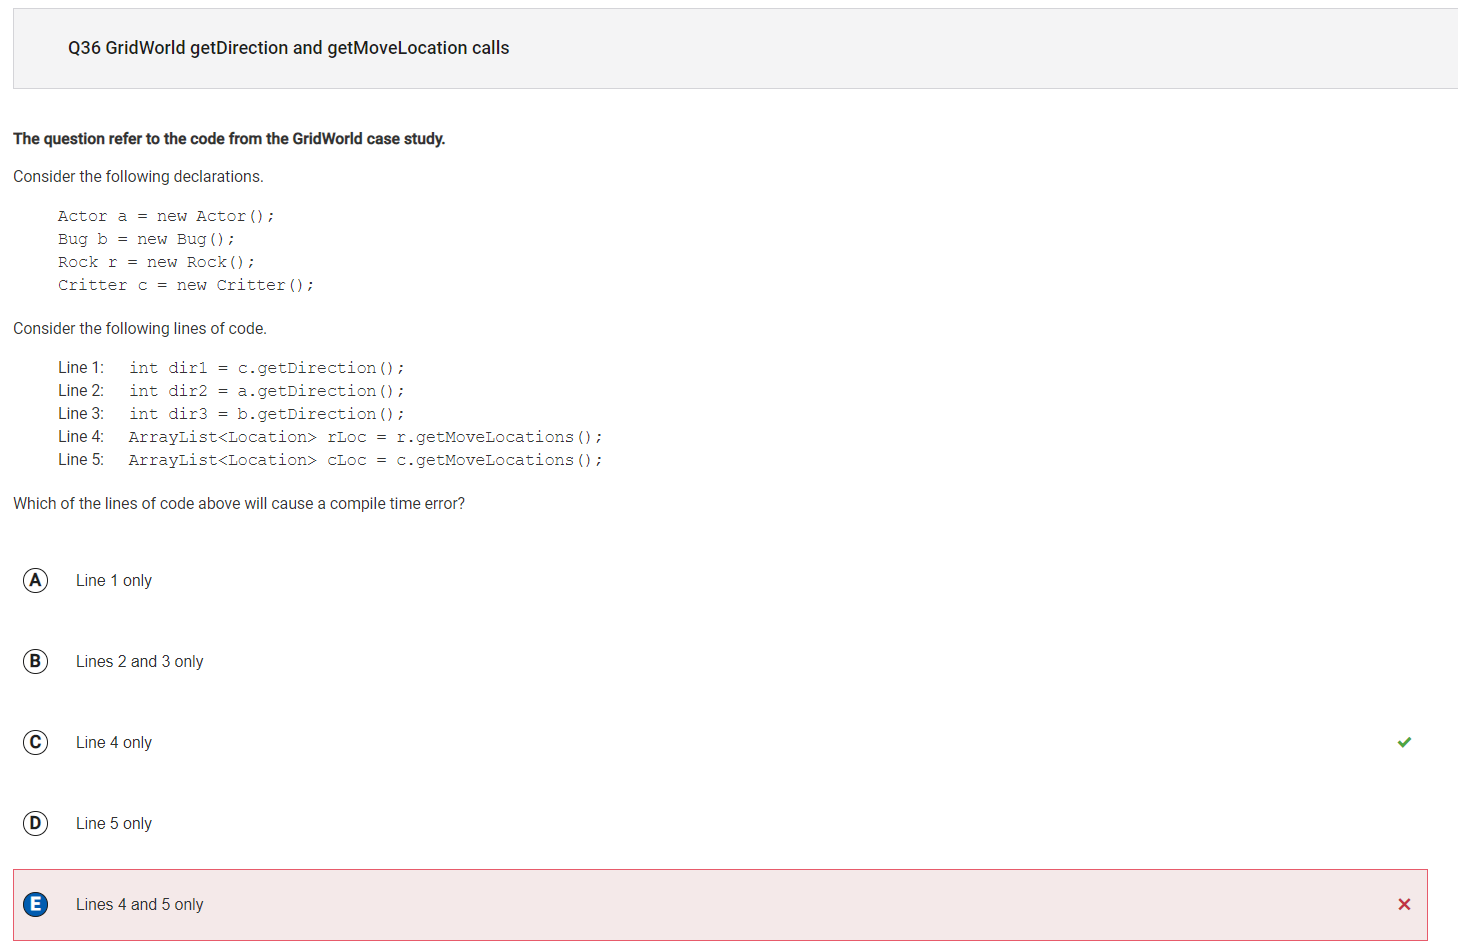 Q36 GridWorld getDirection and getMoveLocation calls
The question refer to the code from the GridWorld case study.
Consider the following declarations.
Actor a = new Actor();
Bug b = new Bug();
Rock r = new Rock();
Critter c = new Critter();
Consider the following lines of code.
Line 1: int dir1 = c.getDirection();
Line 2: int dir2 = a.getDirection();
Line 3: int dir3 = b.getDirection();
Line 4: ArrayList<Location> rLoc = r.getMoveLocations();
Line 5: ArrayList<Location> cLoc = c.getMoveLocations();
Which of the lines of code above will cause a compile time error?
A Line 1 only
B Lines 2 and 3 only
C Line 4 only
D Line 5 only
E Lines 4 and 5 only